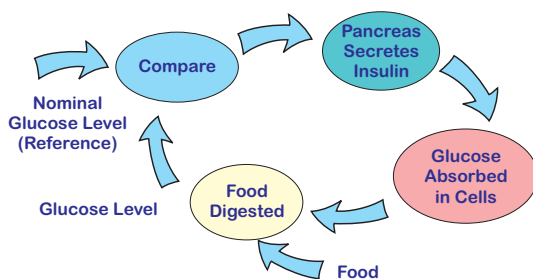 Compare
Pancreas
Secretes
Insulin
Nominal
Glucose Level
(Reference)
Glucose
Absorbed
in Cells
Food
Digested
Glucose Level
Food